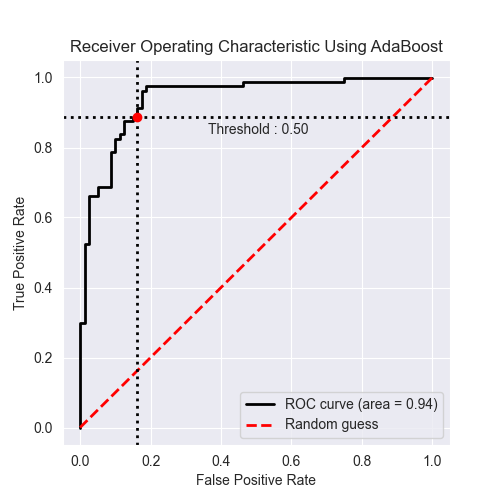 Receiver Operating Characteristic Using AdaBoost
1.0
0.8
0.6
0.4
0.2
0.0
True Positive Rate
Threshold : 0.50
ROC curve (area = 0.94)
Random guess
0.0 0.2 0.4 0.6 0.8 1.0
False Positive Rate